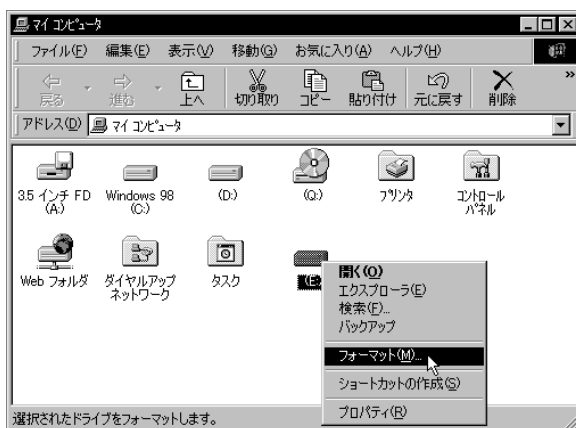 マイ コンピュータ
ファイル(F) 編集(E) 表示(V) 移動(G) お気に入り(A) ヘルプ(H)
戻る 進む 上へ 切り取り コピー 貼り付け 元に戻す 削除 »
アドレス(D) マイ コンピュータ
3.5 インチ FD (A:)
Windows 98 (C:)
(D:)
(Q:)
プリンタ
コントロール パネル
Web フォルダ
ダイヤルアップ ネットワーク
タスク
(E:)
開く(O)
エクスプローラ(E)
検索(F)...
バックアップ
フォーマット(M)...
ショートカットの作成(S)
プロパティ(R)
選択されたドライブをフォーマットします。